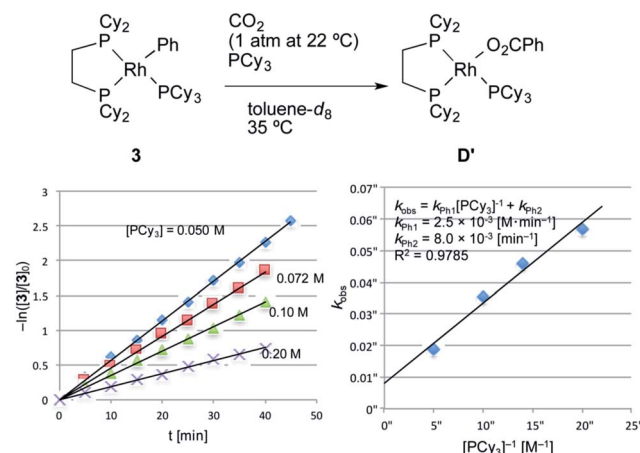 Cy₂
P
Ph
Rh
P
PCy₃
Cy₂
3
CO₂
(1 atm at 22 ºC)
PCy₃
toluene-d₈
35 ºC
Cy₂
P
O₂CPh
Rh
P
PCy₃
Cy₂
D'
3
2.5
2
1.5
1
0.5
0
−ln([3]/[3]₀)
[PCy₃] = 0.050 M
0.072 M
0.10 M
0.20 M
0 10 20 30 40 50
t [min]
0.07"
0.06"
0.05"
0.04"
0.03"
0.02"
0.01"
0"
kobs
kobs = kPh1[PCy₃]⁻¹ + kPh2
kPh1 = 2.5 × 10⁻³ [M·min⁻¹]
kPh2 = 8.0 × 10⁻³ [min⁻¹]
R² = 0.9785
0" 5" 10" 15" 20" 25"
[PCy₃]⁻¹ [M⁻¹]